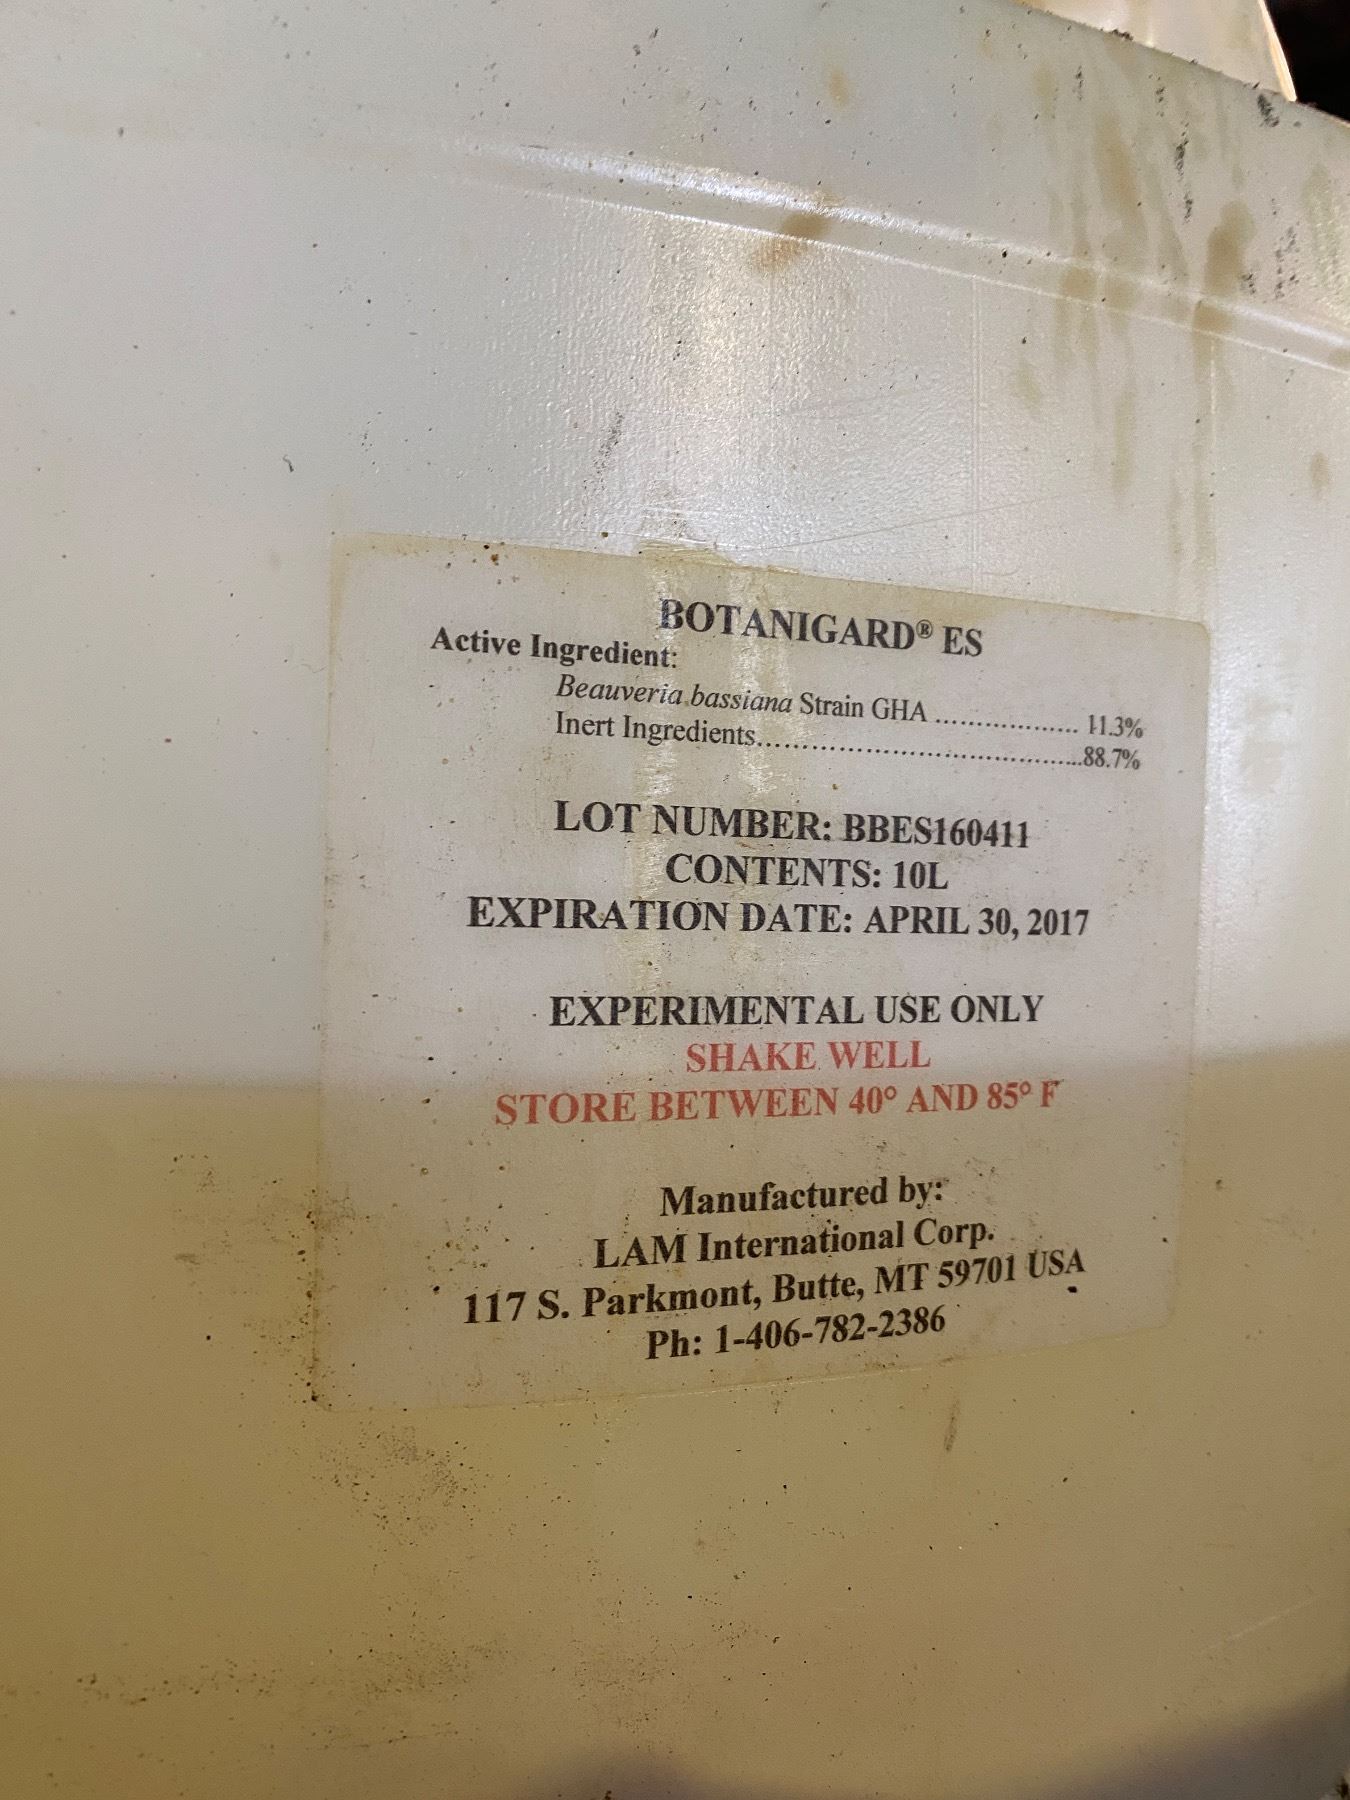 BOTANIGARD® ES
Active Ingredient:
Beauveria bassiana Strain GHA .................... 11.3%
Inert Ingredients.............................................88.7%
LOT NUMBER: BBES160411
CONTENTS: 10L
EXPIRATION DATE: APRIL 30, 2017
EXPERIMENTAL USE ONLY
SHAKE WELL
STORE BETWEEN 40° AND 85° F
Manufactured by:
LAM International Corp.
117 S. Parkmont, Butte, MT 59701 USA
Ph: 1-406-782-2386